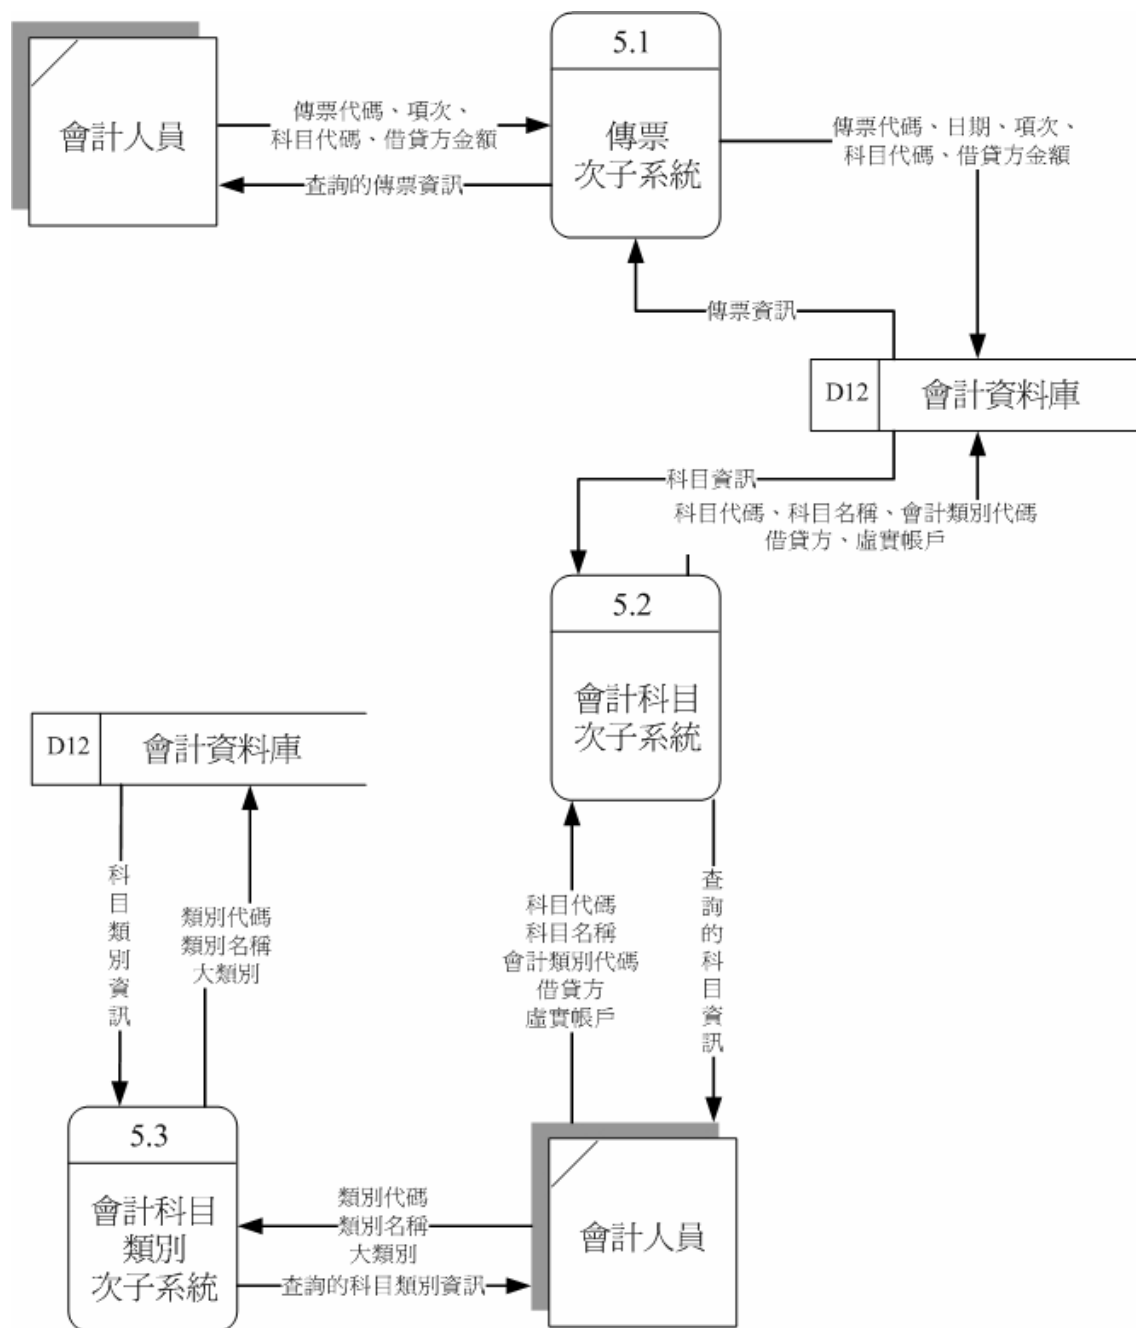 5.1
會計人員
傳票代碼、項次、
科目代碼、借貸方金額
傳票
次子系統
傳票代碼、日期、項次、
科目代碼、借貸方金額
查詢的傳票資訊
傳票資訊
D12
會計資料庫
科目資訊
科目代碼、科目名稱、會計類別代碼
借貸方、虛實帳戶
5.2
會計科目
次子系統
D12
會計資料庫
科目類別資訊
類別代碼
類別名稱
大類別
科目代碼
科目名稱
會計類別代碼
借貸方
虛實帳戶
查詢的科目資訊
5.3
會計科目
類別
次子系統
類別代碼
類別名稱
大類別
查詢的科目類別資訊
會計人員